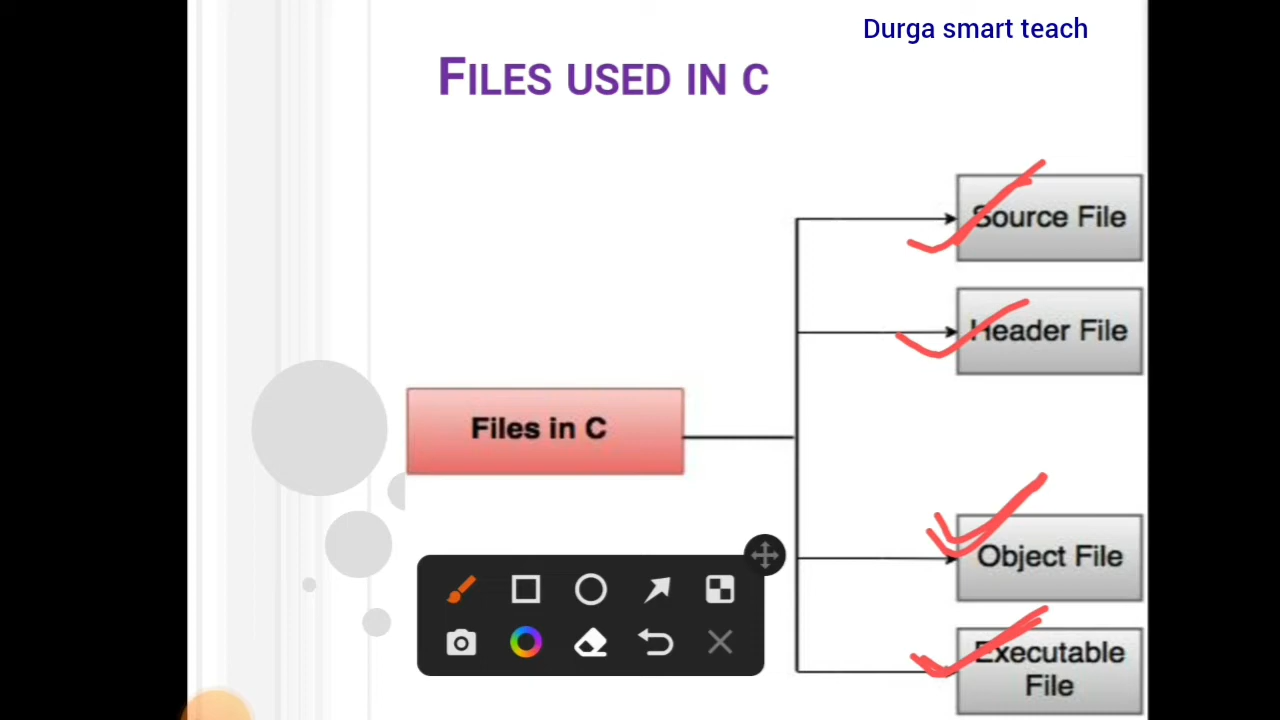 Durga smart teach
FILES USED IN C
Source File
Header File
Files in C
Object File
Executable
File